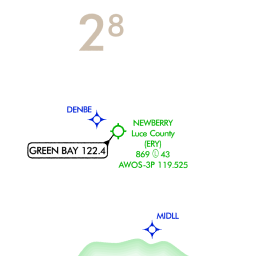 2⁸
DENBE
NEWBERRY
Luce County
(ERY)
869 Ⓛ 43
AWOS-3P 119.525
GREEN BAY 122.4
MIDLL